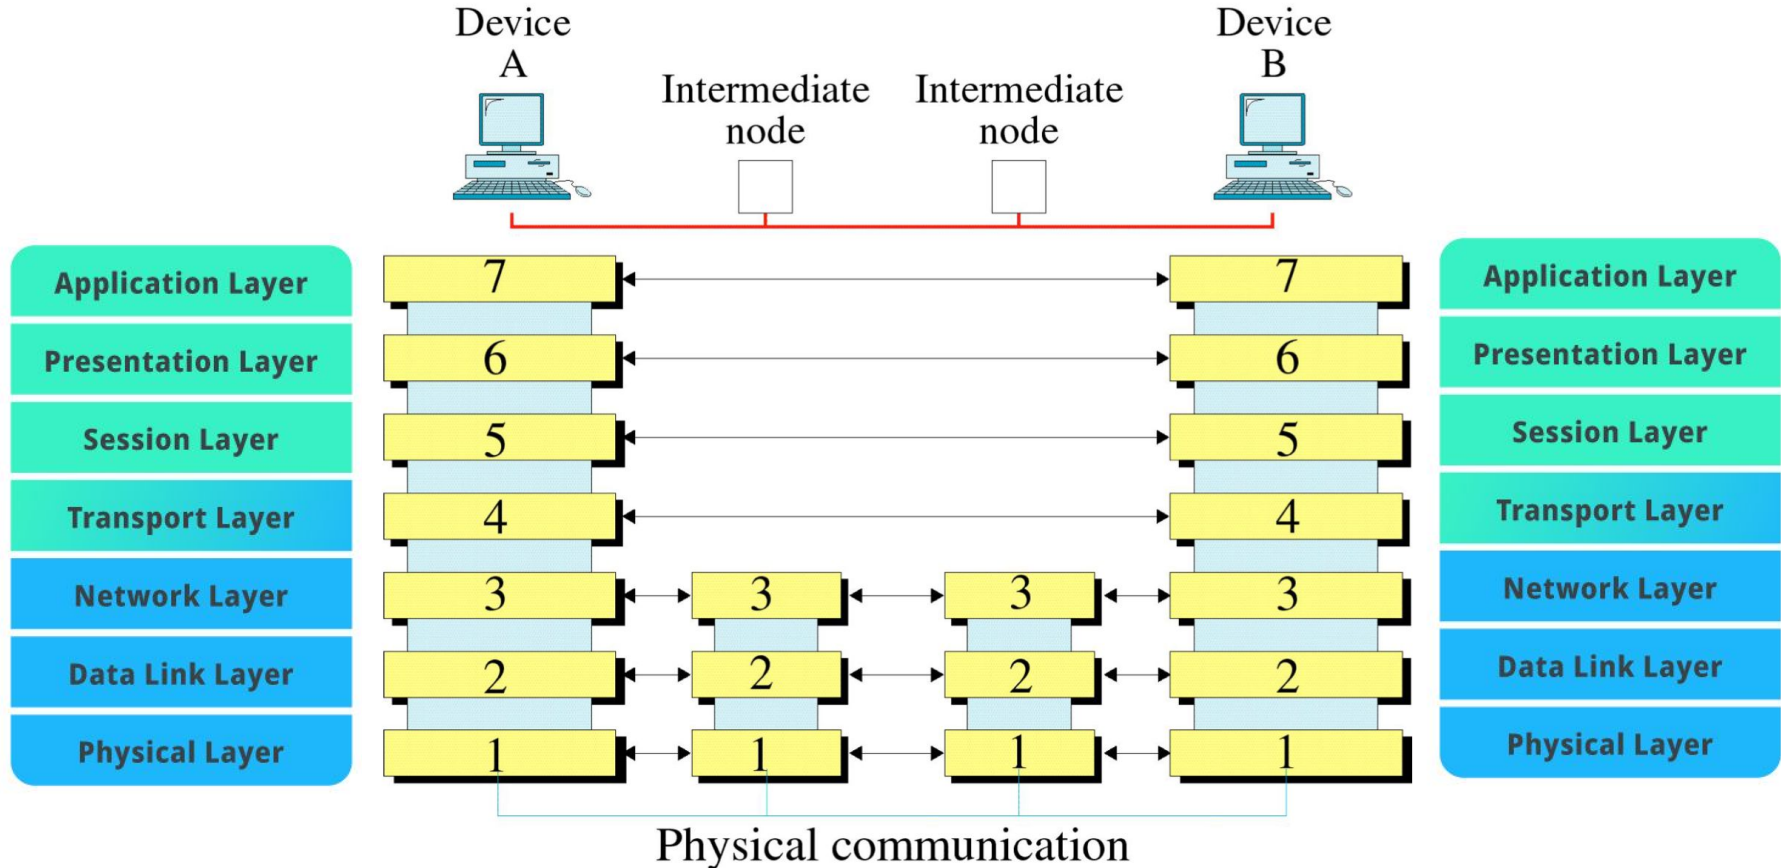 Device
A
Device
B
Intermediate
node
Intermediate
node
Application Layer
7
7
Application Layer
Presentation Layer
6
6
Presentation Layer
Session Layer
5
5
Session Layer
Transport Layer
4
4
Transport Layer
Network Layer
3
3
3
3
Network Layer
Data Link Layer
2
2
2
2
Data Link Layer
Physical Layer
1
1
1
1
Physical Layer
Physical communication